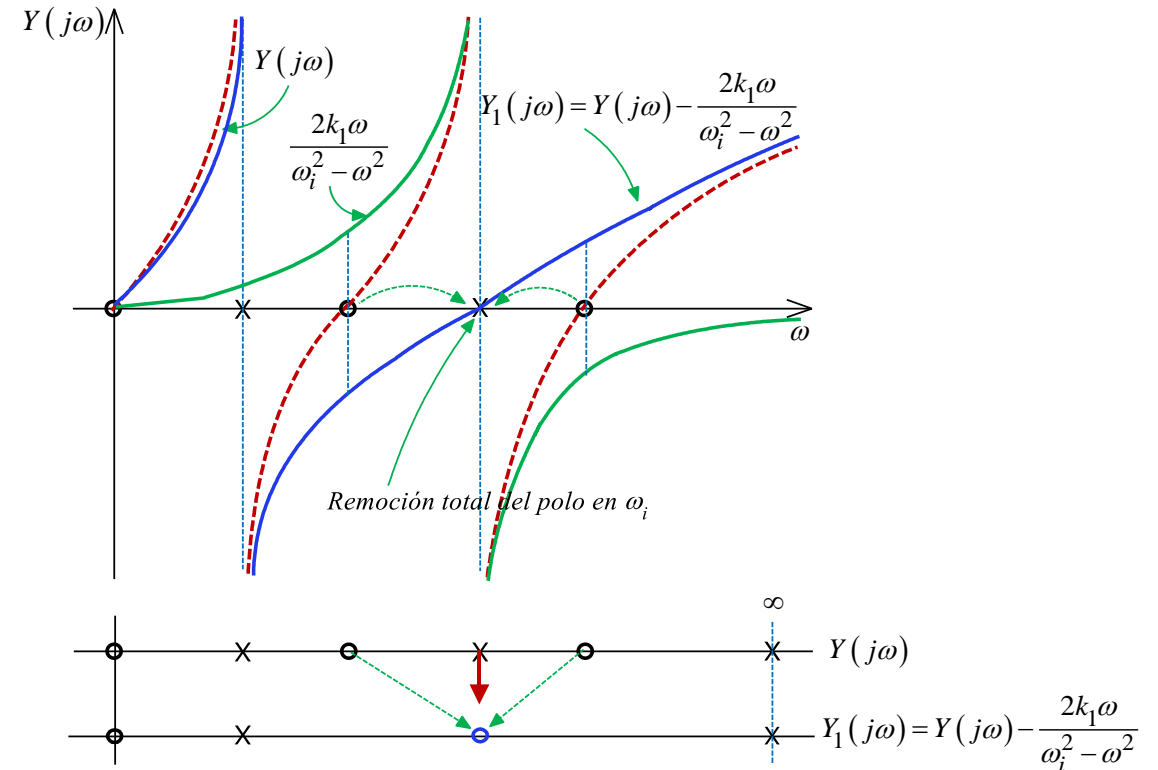 Y(jω)
Y(jω)
2k₁ω / (ωᵢ² − ω²)
Y₁(jω) = Y(jω) − 2k₁ω / (ωᵢ² − ω²)
ω
Remoción total del polo en ωᵢ
∞
Y(jω)
Y₁(jω) = Y(jω) − 2k₁ω / (ωᵢ² − ω²)